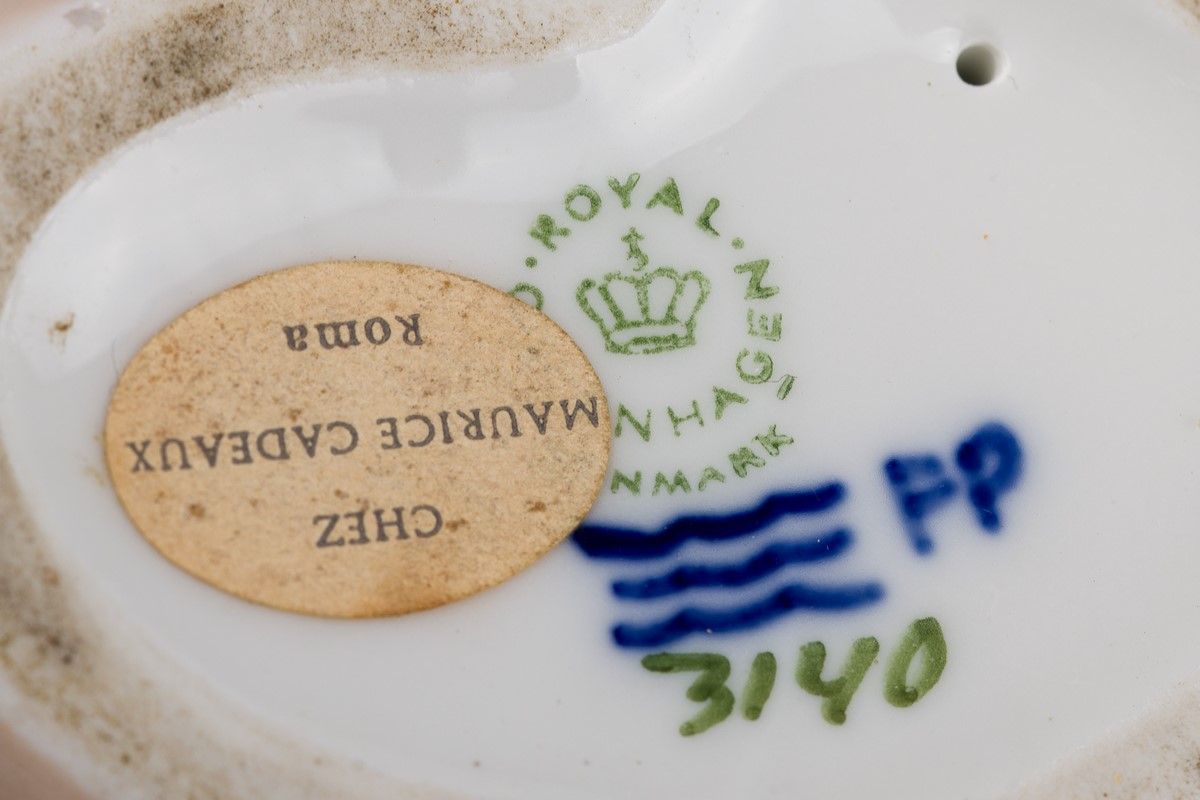 CHEZ
MAURICE CADEAUX
Roma
ROYAL
NHAGEN
NMARK
3140